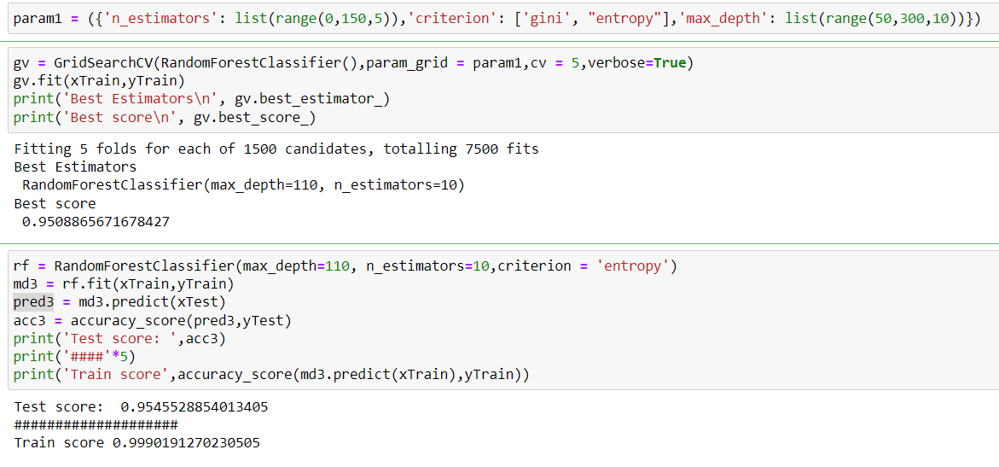 param1 = ({'n_estimators': list(range(0,150,5)),'criterion': ['gini', "entropy"],'max_depth': list(range(50,300,10))})
gv = GridSearchCV(RandomForestClassifier(),param_grid = param1,cv = 5,verbose=True)
gv.fit(xTrain,yTrain)
print('Best Estimators\n', gv.best_estimator_)
print('Best score\n', gv.best_score_)
Fitting 5 folds for each of 1500 candidates, totalling 7500 fits
Best Estimators
 RandomForestClassifier(max_depth=110, n_estimators=10)
Best score
 0.9508865671678427
rf = RandomForestClassifier(max_depth=110, n_estimators=10,criterion = 'entropy')
md3 = rf.fit(xTrain,yTrain)
pred3 = md3.predict(xTest)
acc3 = accuracy_score(pred3,yTest)
print('Test score: ',acc3)
print('####'*5)
print('Train score',accuracy_score(md3.predict(xTrain),yTrain))
Test score:  0.9545528854013405
####################
Train score 0.9990191270230505